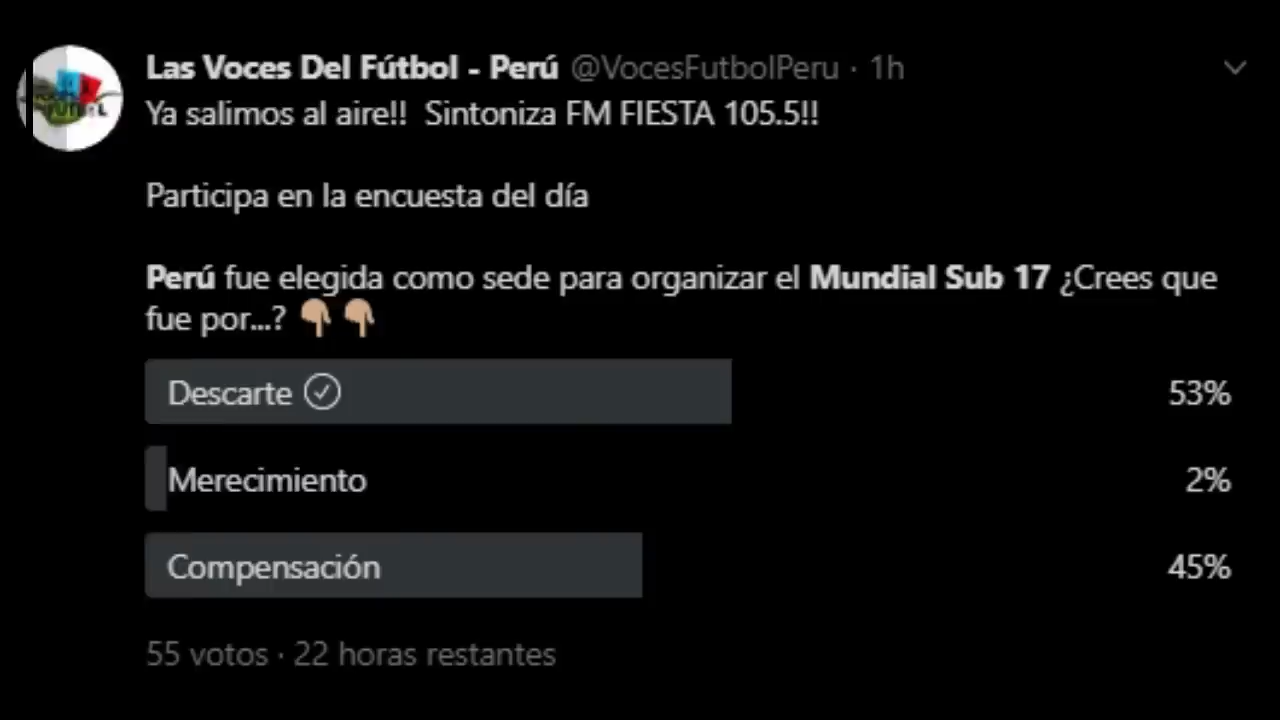 Las Voces Del Fútbol - Perú @VocesFutbolPeru · 1h
Ya salimos al aire!! Sintoniza FM FIESTA 105.5!!
Participa en la encuesta del día
Perú fue elegida como sede para organizar el Mundial Sub 17 ¿Crees que
fue por...? 👇🏼👇🏼
Descarte 53%
Merecimiento 2%
Compensación 45%
55 votos · 22 horas restantes